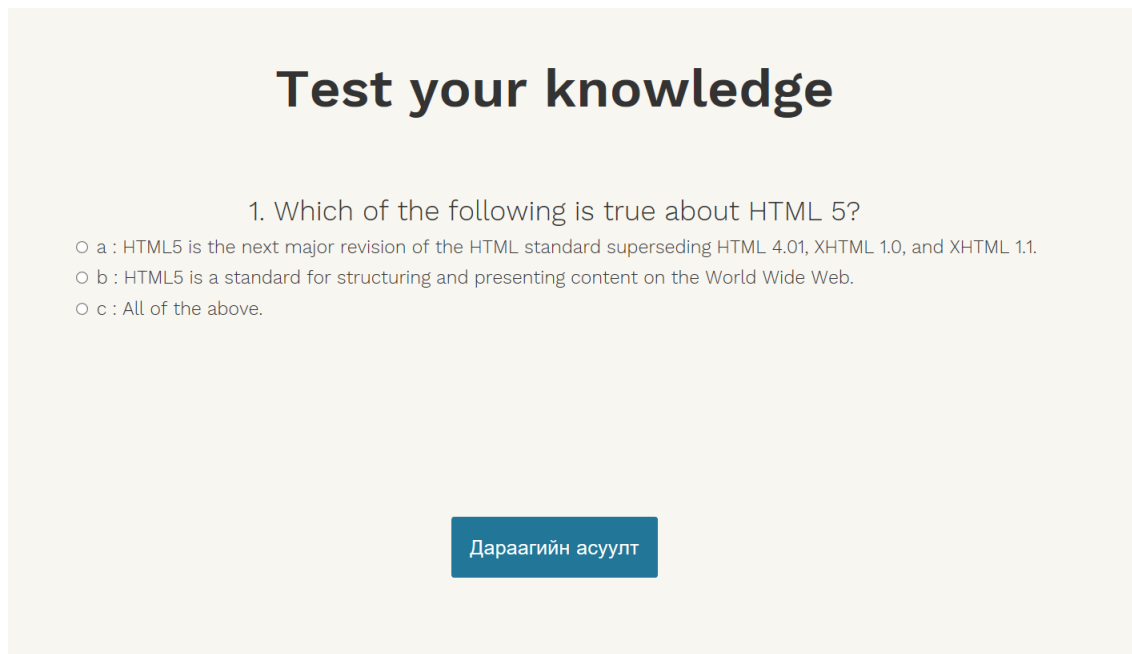 Test your knowledge
1. Which of the following is true about HTML 5?
a : HTML5 is the next major revision of the HTML standard superseding HTML 4.01, XHTML 1.0, and XHTML 1.1.
b : HTML5 is a standard for structuring and presenting content on the World Wide Web.
c : All of the above.
Дараагийн асуулт